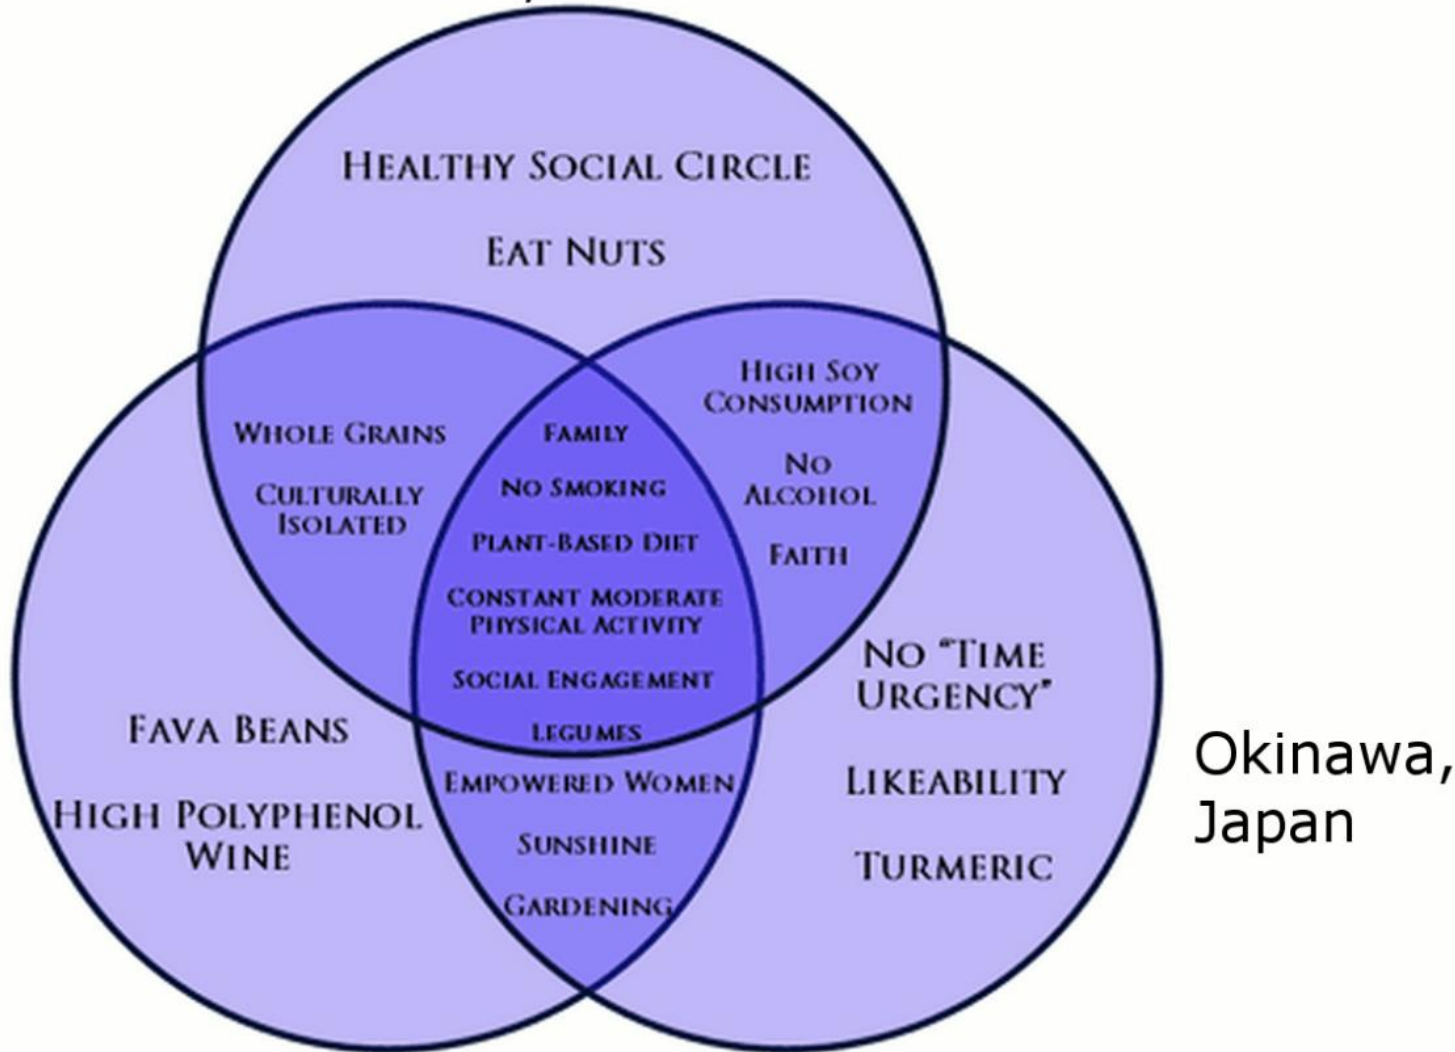 HEALTHY SOCIAL CIRCLE
EAT NUTS
HIGH SOY
CONSUMPTION
WHOLE GRAINS
FAMILY
NO
ALCOHOL
CULTURALLY
ISOLATED
NO SMOKING
PLANT-BASED DIET
FAITH
CONSTANT MODERATE
PHYSICAL ACTIVITY
SOCIAL ENGAGEMENT
LEGUMES
NO “TIME
URGENCY”
LIKEABILITY
TURMERIC
Okinawa,
Japan
FAVA BEANS
HIGH POLYPHENOL
WINE
EMPOWERED WOMEN
SUNSHINE
GARDENING